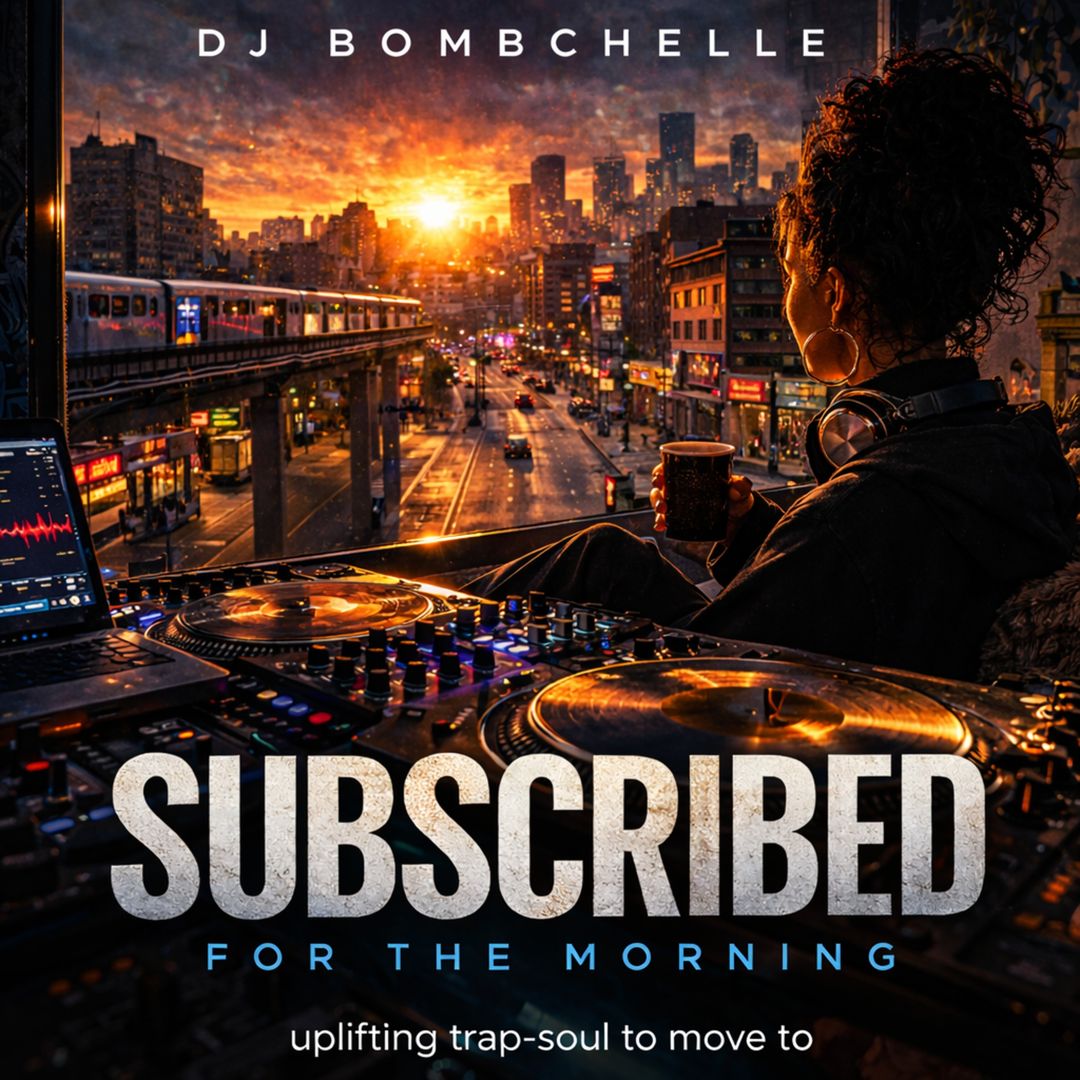 DJ BOMBCHELLE
SUBSCRIBED
FOR THE MORNING
uplifting trap-soul to move to